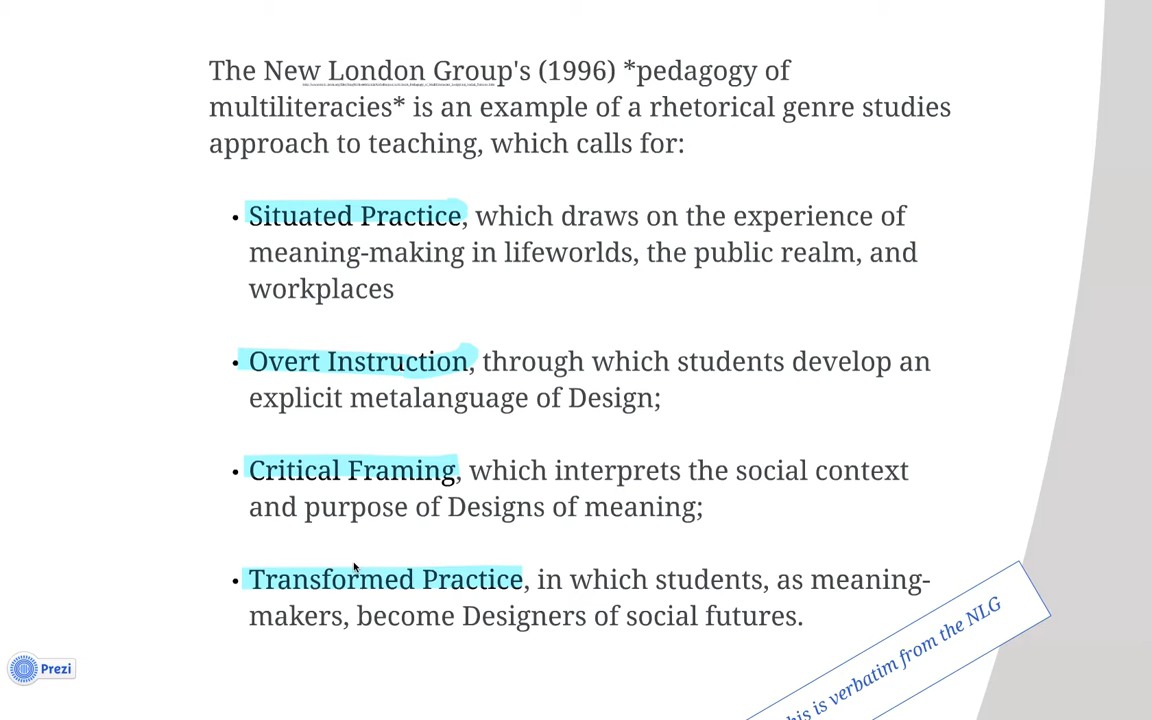 The New London Group's (1996) *pedagogy of
multiliteracies* is an example of a rhetorical genre studies
approach to teaching, which calls for:
• Situated Practice, which draws on the experience of
meaning-making in lifeworlds, the public realm, and
workplaces
• Overt Instruction, through which students develop an
explicit metalanguage of Design;
• Critical Framing, which interprets the social context
and purpose of Designs of meaning;
• Transformed Practice, in which students, as meaning-
makers, become Designers of social futures.
is verbatim from the NLG
Prezi